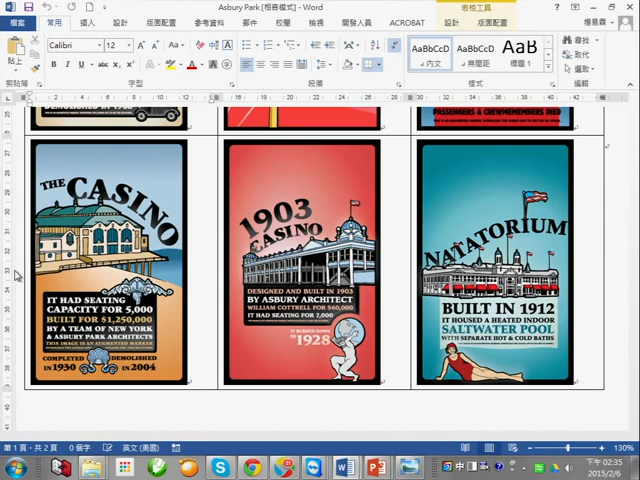 Asbury Park [相容模式] - Word
表格工具
檔案
常用
插入
設計
版面配置
參考資料
郵件
校閱
檢視
開發人員
ACROBAT
設計
版面配置
貼上
剪貼簿
Calibri
12
字型
段落
AaBbCcD
內文
AaBbCcD
無間距
AaB
標題 1
樣式
尋找
取代
選取
編輯
PASSENGERS & CREWMEMEBERS DIED
THE CASINO
IT HAD SEATING
CAPACITY FOR 5,000
BUILT FOR $1,250,000
BY A TEAM OF NEW YORK
& ASBURY PARK ARCHITECTS
THIS IMAGE IS AN AUGMENTED MARKER
COMPLETED IN 1930
DEMOLISHED IN 2004
1903
CASINO
DESIGNED AND BUILT IN 1903
BY ASBURY ARCHITECT
WILLIAM COTTRELL FOR $60,000
IT HAD SEATING FOR 7,000
IT BURNED DOWN
IN 1928
NATATORIUM
BUILT IN 1912
IT HOUSED A HEATED INDOOR
SALTWATER POOL
WITH SEPARATE HOT & COLD BATHS
第 1 頁，共 2 頁
0 個字
英文 (美國)
130%
下午 02:35
2015/2/6